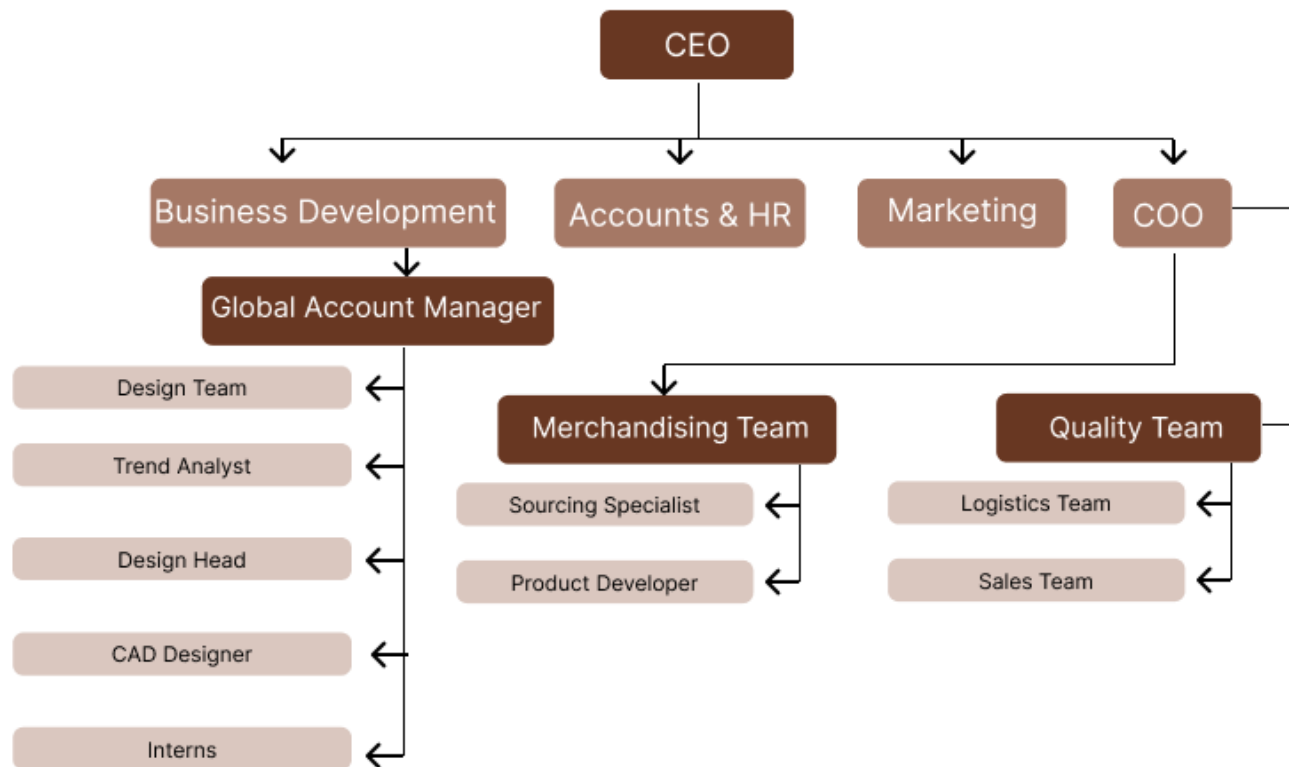 CEO
Business Development
Accounts & HR
Marketing
COO
Global Account Manager
Design Team
Trend Analyst
Design Head
CAD Designer
Interns
Merchandising Team
Sourcing Specialist
Product Developer
Quality Team
Logistics Team
Sales Team